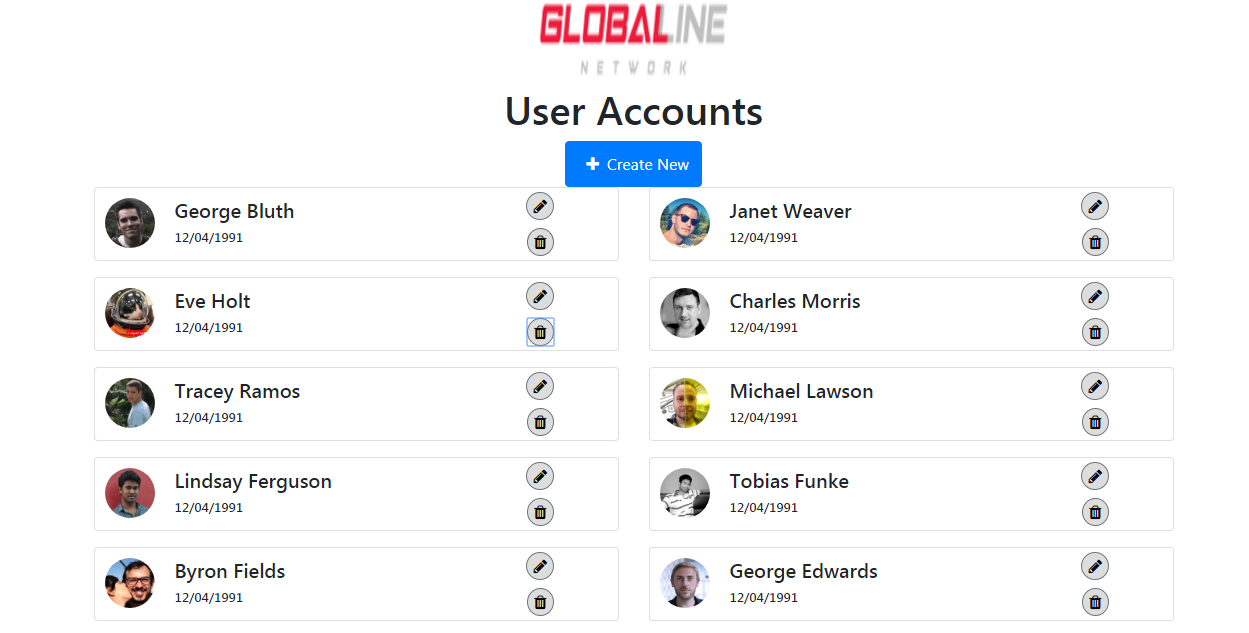 GLOBALINE
NETWORK
User Accounts
Create New
George Bluth
12/04/1991
Janet Weaver
12/04/1991
Eve Holt
12/04/1991
Charles Morris
12/04/1991
Tracey Ramos
12/04/1991
Michael Lawson
12/04/1991
Lindsay Ferguson
12/04/1991
Tobias Funke
12/04/1991
Byron Fields
12/04/1991
George Edwards
12/04/1991